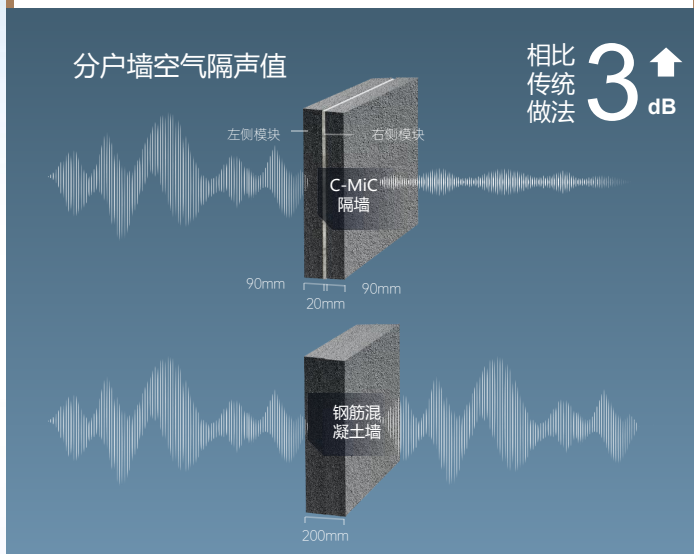 分户墙空气隔声值
相比
传统
做法
3
dB
左侧模块
右侧模块
C-MiC
隔墙
90mm
90mm
20mm
钢筋混
凝土墙
200mm